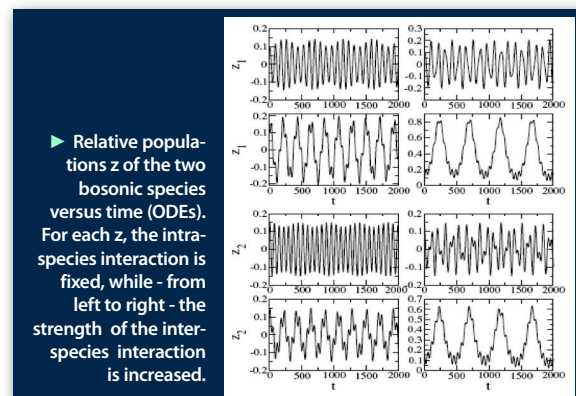 ► Relative popula-
tions z of the two
bosonic species
versus time (ODEs).
For each z, the intra-
species interaction is
fixed, while - from
left to right - the
strength of the inter-
species interaction
is increased.
z1
0.2
0.1
0
-0.1
-0.2
0 500 1000 1500 2000
0.3
0.2
0.1
0
-0.1
-0.2
0 500 1000 1500 2000
z1
0.2
0.1
0
-0.1
-0.2
0 500 1000 1500 2000
t
0.8
0.6
0.4
0.2
0
0 500 1000 1500 2000
t
z2
0.2
0.1
0
-0.1
-0.2
0 500 1000 1500 2000
0.2
0.1
0
-0.1
0 500 1000 1500 2000
z2
0.2
0.1
0
-0.1
-0.2
0 500 1000 1500 2000
t
0.7
0.6
0.5
0.4
0.3
0.2
0.1
0
0 500 1000 1500 2000
t